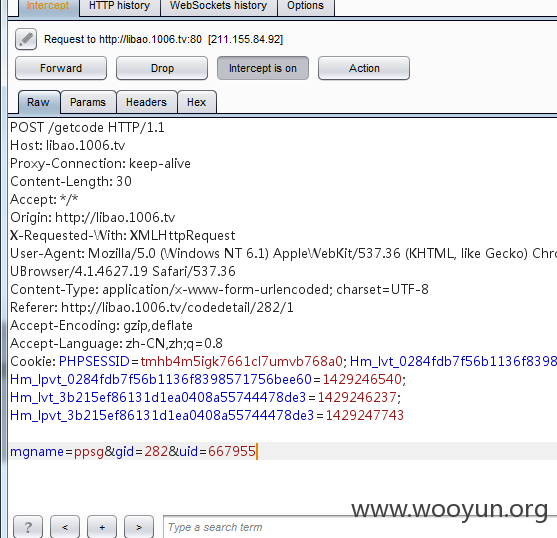 Intercept HTTP history WebSockets history Options
Request to http://libao.1006.tv:80 [211.155.84.92]
Forward Drop Intercept is on Action
Raw Params Headers Hex
POST /getcode HTTP/1.1
Host: libao.1006.tv
Proxy-Connection: keep-alive
Content-Length: 30
Accept: */*
Origin: http://libao.1006.tv
X-Requested-With: XMLHttpRequest
User-Agent: Mozilla/5.0 (Windows NT 6.1) AppleWebKit/537.36 (KHTML, like Gecko) Chro
UBrowser/4.1.4627.19 Safari/537.36
Content-Type: application/x-www-form-urlencoded; charset=UTF-8
Referer: http://libao.1006.tv/codedetail/282/1
Accept-Encoding: gzip,deflate
Accept-Language: zh-CN,zh;q=0.8
Cookie: PHPSESSID=tmhb4m5igk7661cl7umvb768a0; Hm_lvt_0284fdb7f56b1136f8398
Hm_lpvt_0284fdb7f56b1136f8398571756bee60=1429246540;
Hm_lvt_3b215ef86131d1ea0408a55744478de3=1429246237;
Hm_lpvt_3b215ef86131d1ea0408a55744478de3=1429247743
mgname=ppsg&gid=282&uid=667955
www.wooyun.org
? < + > Type a search term